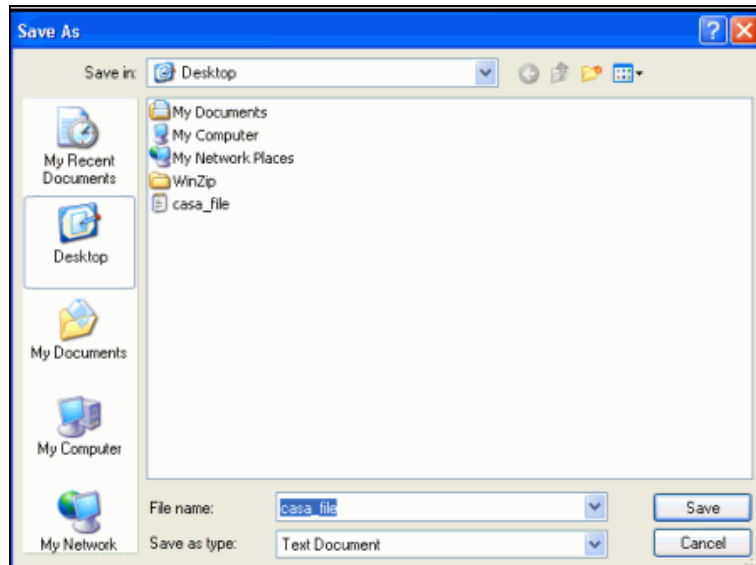 Save As
Save in:
Desktop
My Documents
My Computer
My Network Places
WinZip
casa_file
My Recent
Documents
Desktop
My Documents
My Computer
My Network
File name:
casa_file
Save
Save as type:
Text Document
Cancel